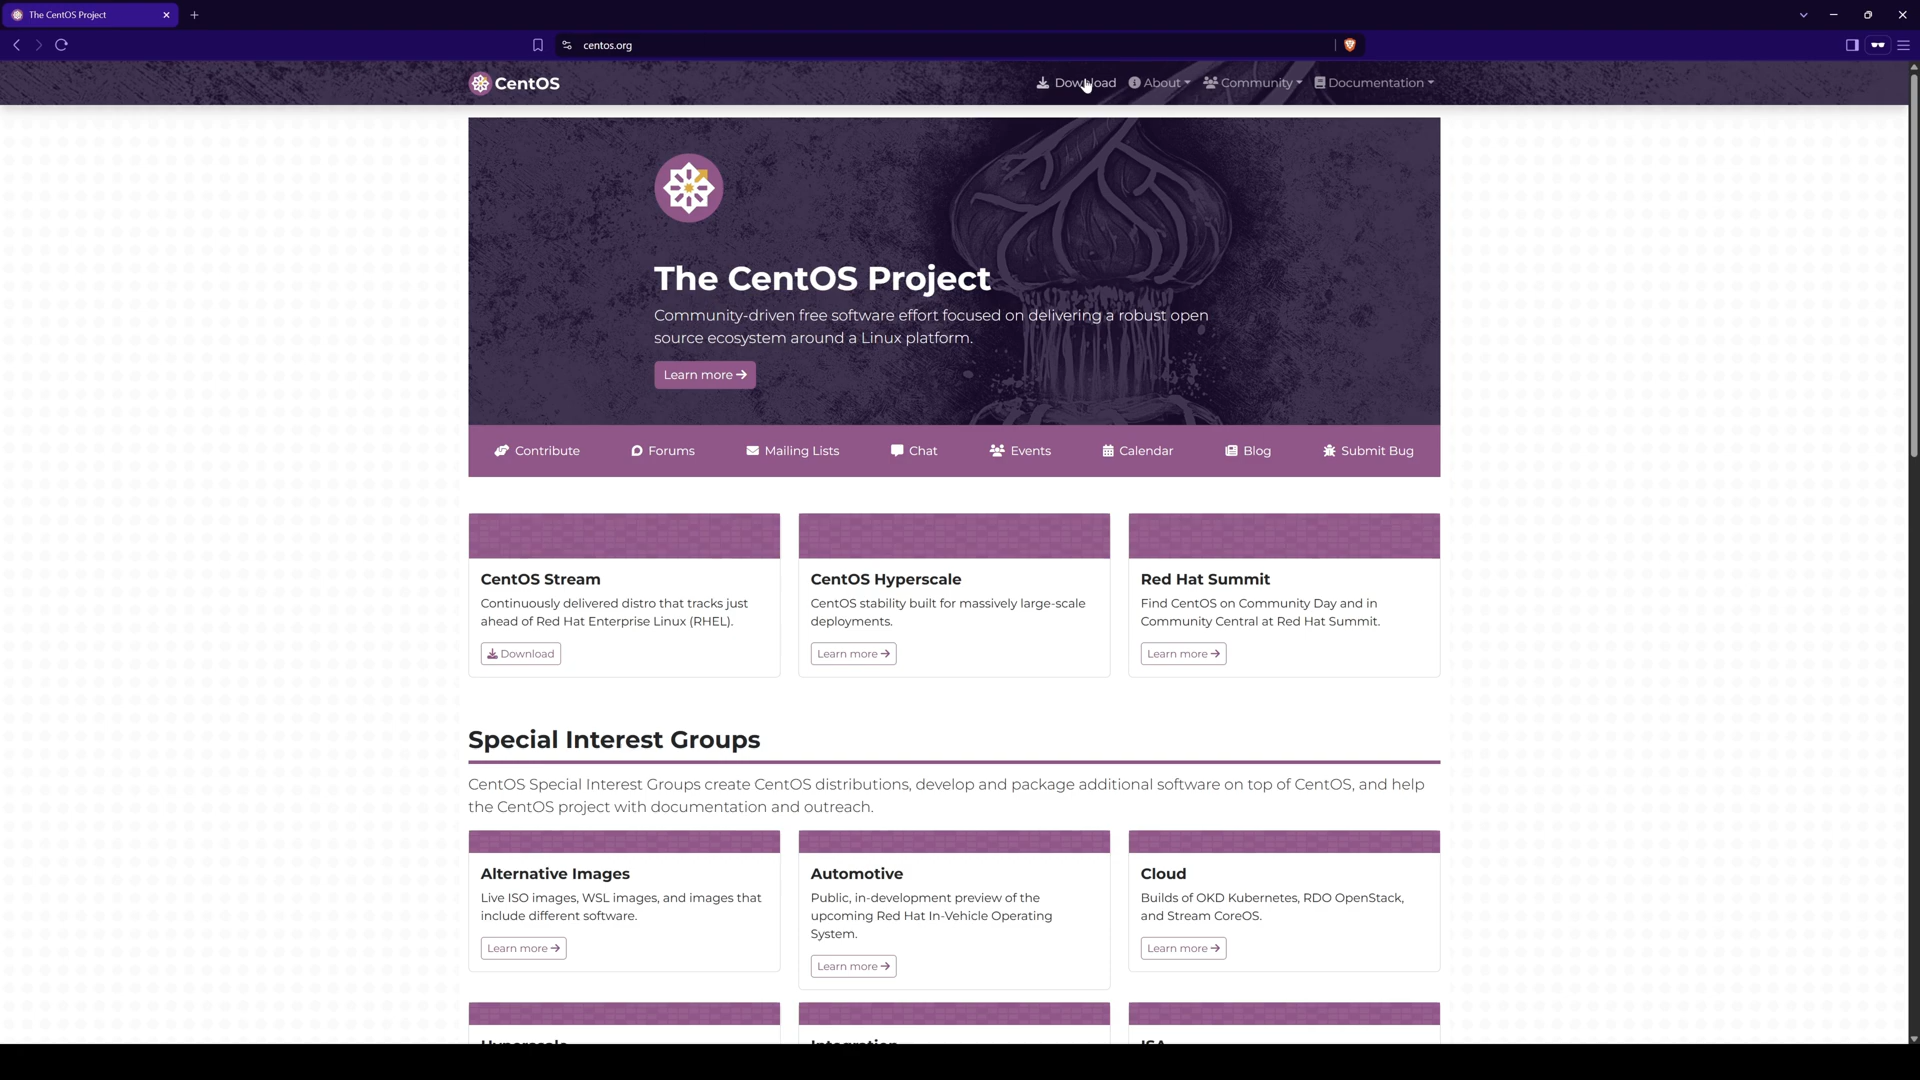 The CentOS Project
centos.org
CentOS
Download About Community Documentation
The CentOS Project
Community-driven free software effort focused on delivering a robust open
source ecosystem around a Linux platform.
Learn more
Contribute Forums Mailing Lists Chat Events Calendar Blog Submit Bug
CentOS Stream
Continuously delivered distro that tracks just
ahead of Red Hat Enterprise Linux (RHEL).
Download
CentOS Hyperscale
CentOS stability built for massively large-scale
deployments.
Learn more
Red Hat Summit
Find CentOS on Community Day and in
Community Central at Red Hat Summit.
Learn more
Special Interest Groups
CentOS Special Interest Groups create CentOS distributions, develop and package additional software on top of CentOS, and help
the CentOS project with documentation and outreach.
Alternative Images
Live ISO images, WSL images, and images that
include different software.
Learn more
Automotive
Public, in-development preview of the
upcoming Red Hat In-Vehicle Operating
System.
Learn more
Cloud
Builds of OKD Kubernetes, RDO OpenStack,
and Stream CoreOS.
Learn more
Hyperscale Integration ISA